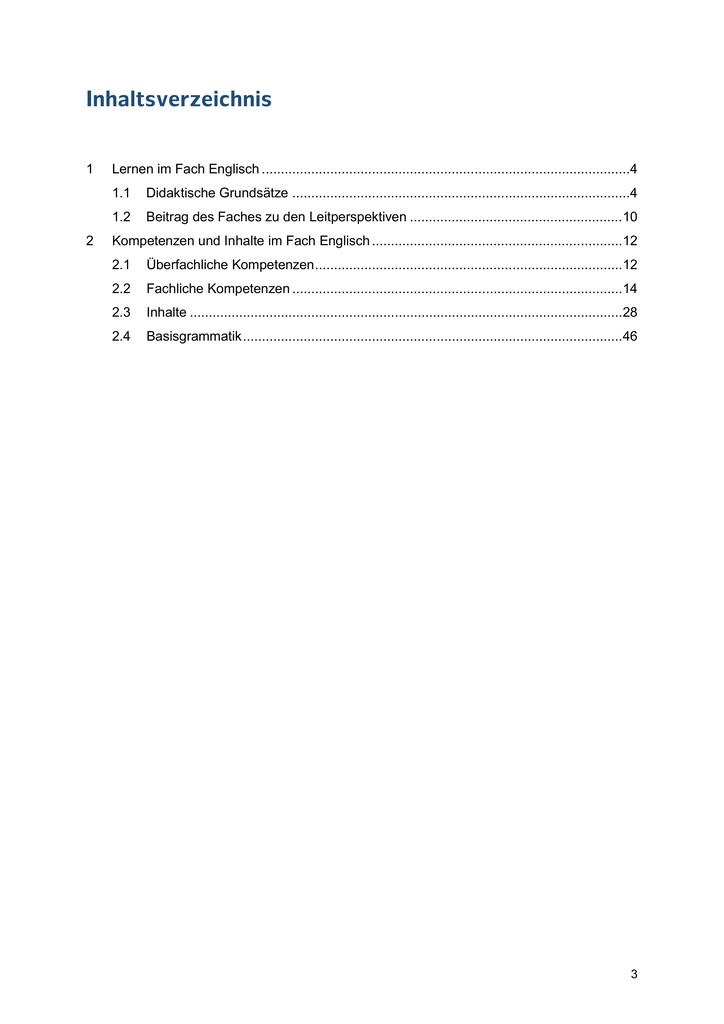 Inhaltsverzeichnis
1 Lernen im Fach Englisch ................................................................................................. 4
1.1 Didaktische Grundsätze ......................................................................................... 4
1.2 Beitrag des Faches zu den Leitperspektiven ........................................................ 10
2 Kompetenzen und Inhalte im Fach Englisch .................................................................. 12
2.1 Überfachliche Kompetenzen ................................................................................. 12
2.2 Fachliche Kompetenzen ....................................................................................... 14
2.3 Inhalte .................................................................................................................. 28
2.4 Basisgrammatik .................................................................................................... 46
3